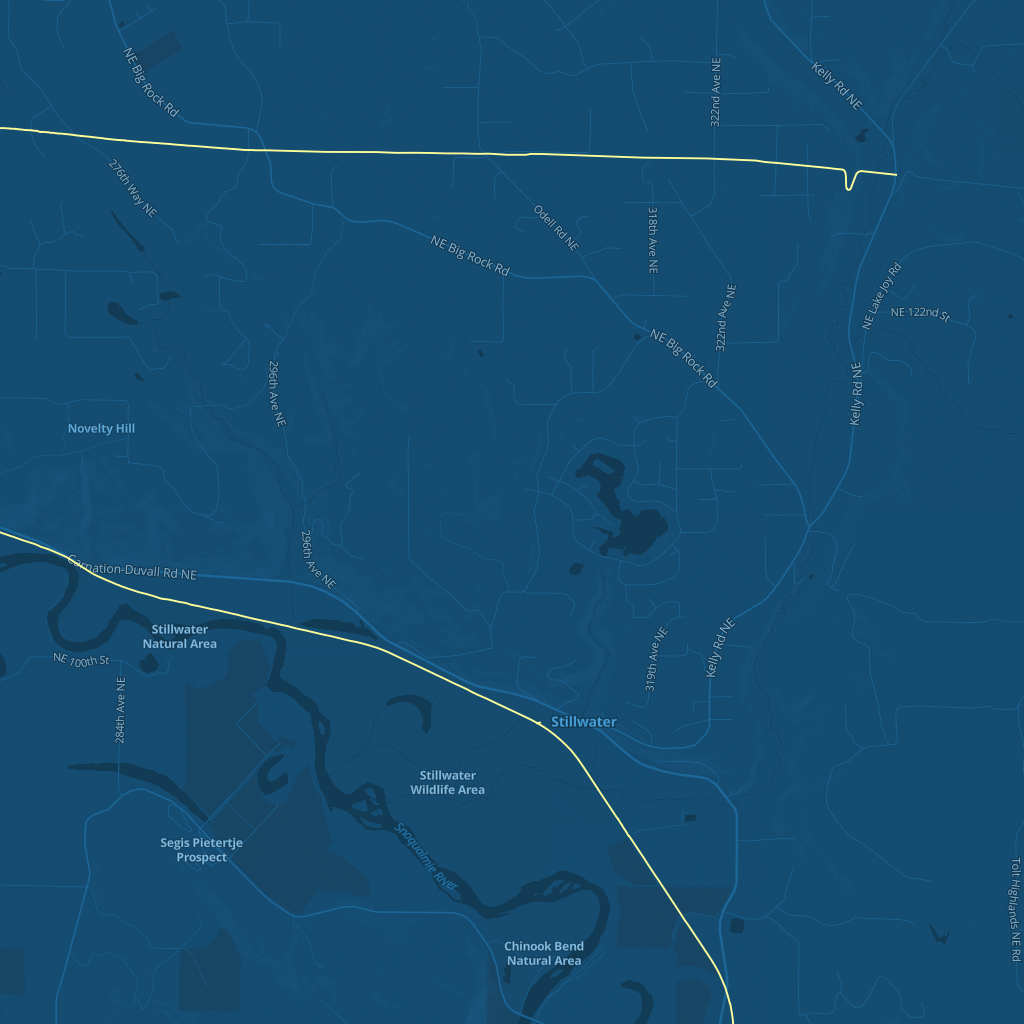 NE Big Rock Rd
Kelly Rd NE
322nd Ave NE
276th Way NE
Odell Rd NE
318th Ave NE
NE Big Rock Rd
NE Lake Joy Rd
NE 122nd St
322nd Ave NE
NE Big Rock Rd
296th Ave NE
Kelly Rd NE
Novelty Hill
296th Ave NE
Carnation-Duvall Rd NE
Stillwater
Natural Area
NE 100th St
319th Ave NE
Kelly Rd NE
284th Ave NE
Stillwater
Stillwater
Wildlife Area
Segis Pietertje
Prospect
Snoqualmie River
Tolt Highlands NE Rd
Chinook Bend
Natural Area